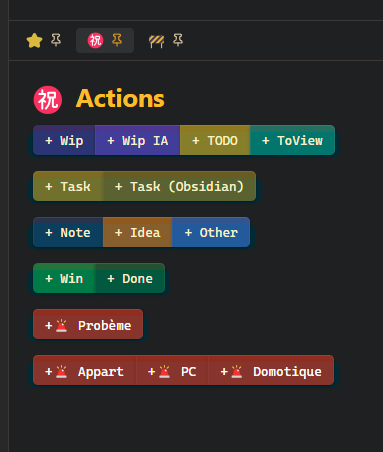 ㊗️ Actions
+ Wip + Wip IA + TODO + ToView
+ Task + Task (Obsidian)
+ Note + Idea + Other
+ Win + Done
+🚨 Probème
+🚨 Appart +🚨 PC +🚨 Domotique